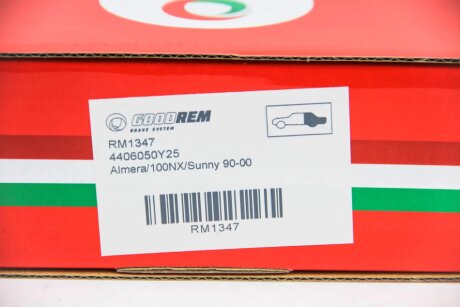 GOODREM
BRAKE SYSTEM
RM1347
4406050Y25
Almera/100NX/Sunny 90-00
RM1347